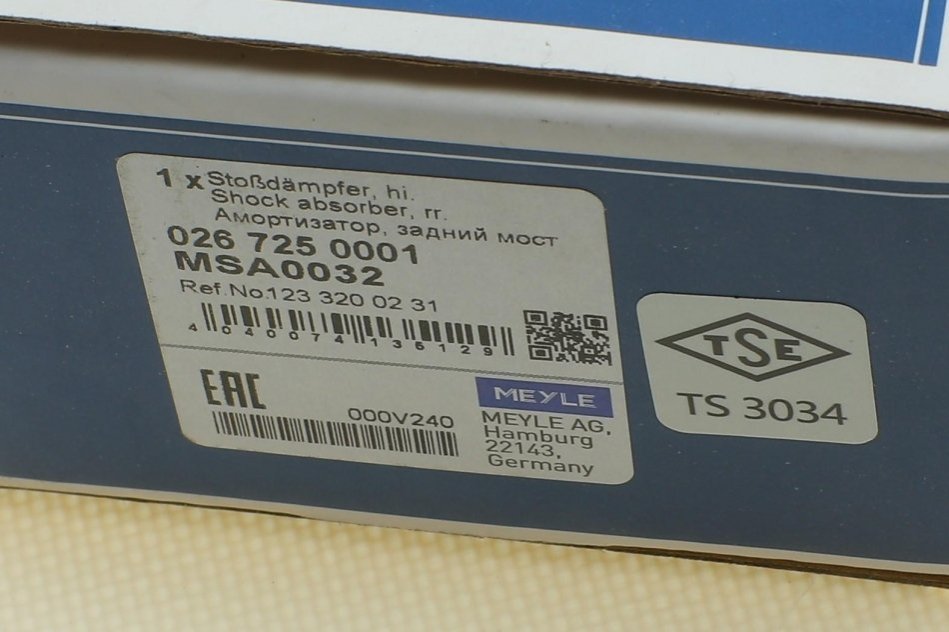 1 x Stoßdämpfer, hi.
Shock absorber, rr.
Амортизатор, задний мост
026 725 0001
MSA0032
Ref.No.123 320 02 31
4 040074 135129
EAC
000V240
MEYLE
MEYLE AG,
Hamburg
22143,
Germany
TSE
TS 3034